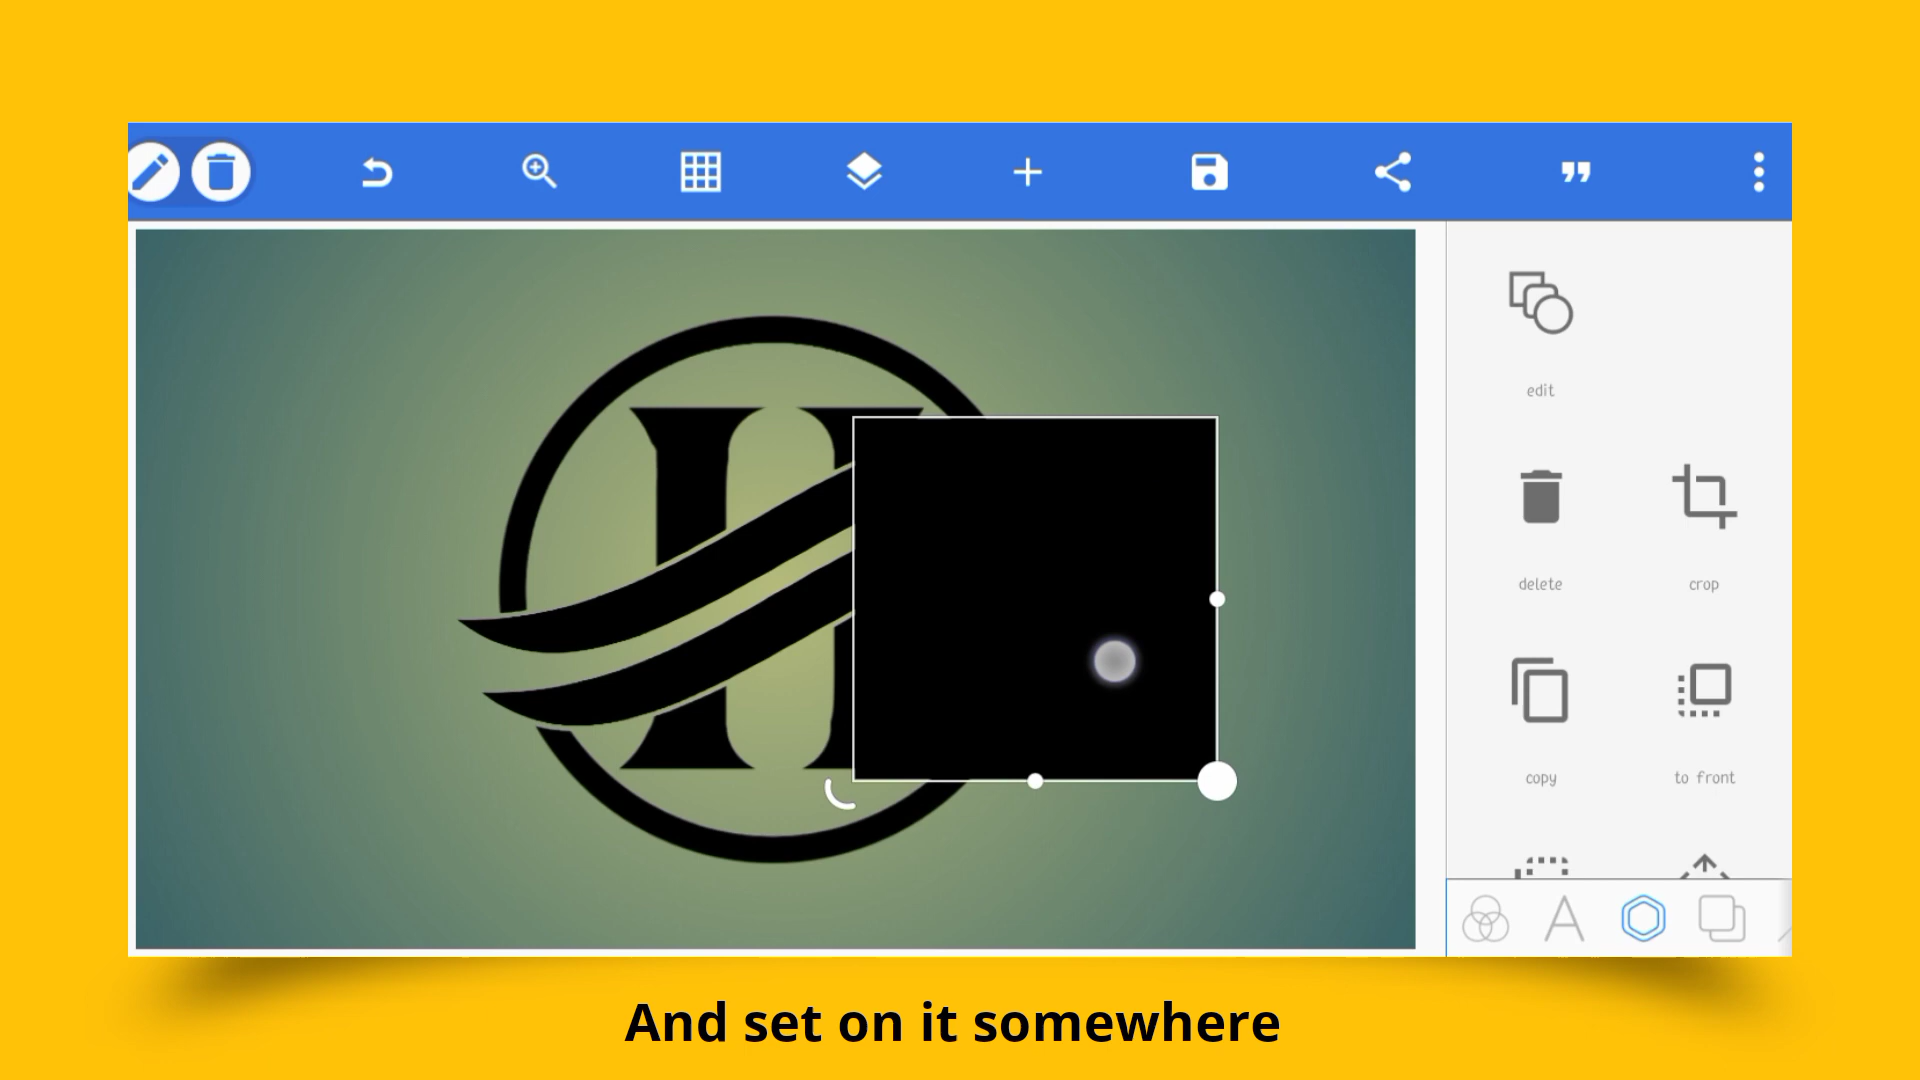 edit
delete
crop
copy
to front
And set on it somewhere